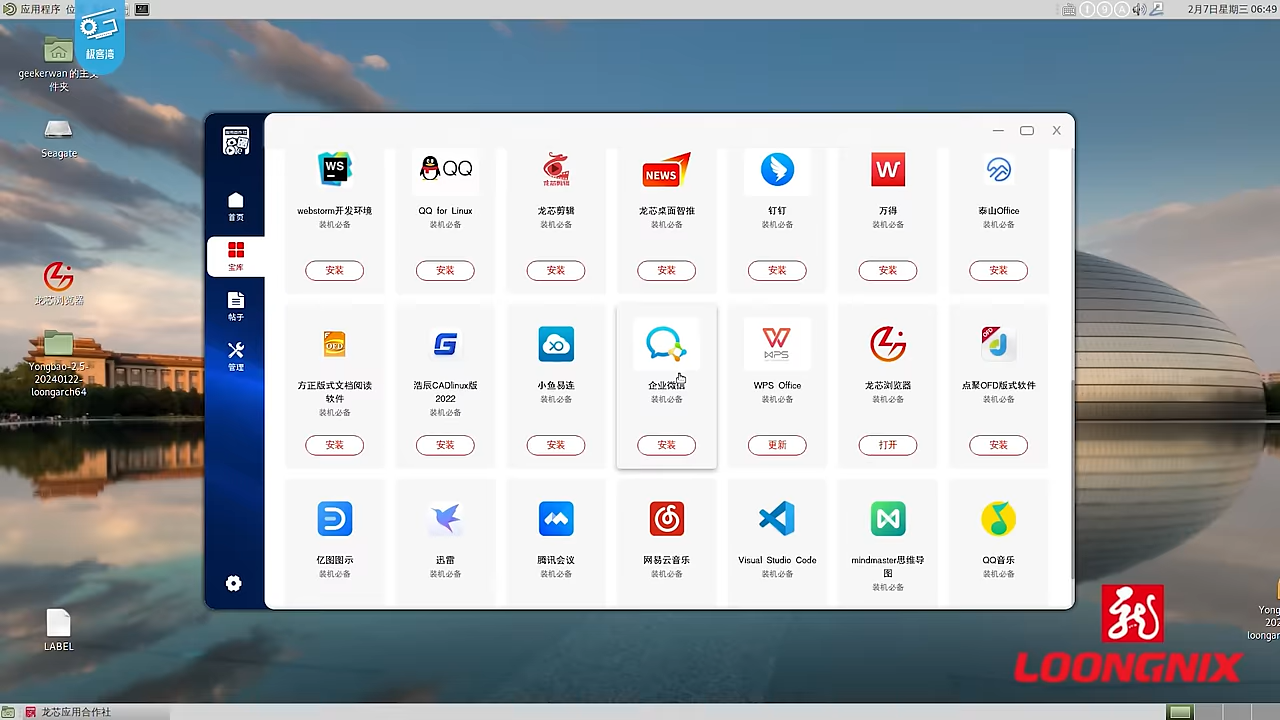 应用程序
2月7日星期三 06:49
极客湾
geekerwan 的主文
件夹
Seagate
龙芯浏览器
Yongbao-2.5-
20240122-
loongarch64
LABEL
首页
宝库
帖子
管理
WS
QQ
龙芯剪辑
NEWS
W
webstorm开发环境
QQ for Linux
龙芯剪辑
龙芯桌面智推
钉钉
万得
泰山Office
装机必备
装机必备
装机必备
装机必备
装机必备
装机必备
装机必备
安装
安装
安装
安装
安装
安装
安装
OFD
WPS
OFD
方正版式文档阅读
软件
浩辰CADlinux版
2022
小鱼易连
企业微信
WPS Office
龙芯浏览器
点聚OFD版式软件
装机必备
装机必备
装机必备
装机必备
装机必备
装机必备
装机必备
安装
安装
安装
安装
更新
打开
安装
亿图图示
迅雷
腾讯会议
网易云音乐
Visual Studio Code
mindmaster思维导
图
QQ音乐
装机必备
装机必备
装机必备
装机必备
装机必备
装机必备
装机必备
龙
LOONGNIX
龙芯应用合作社